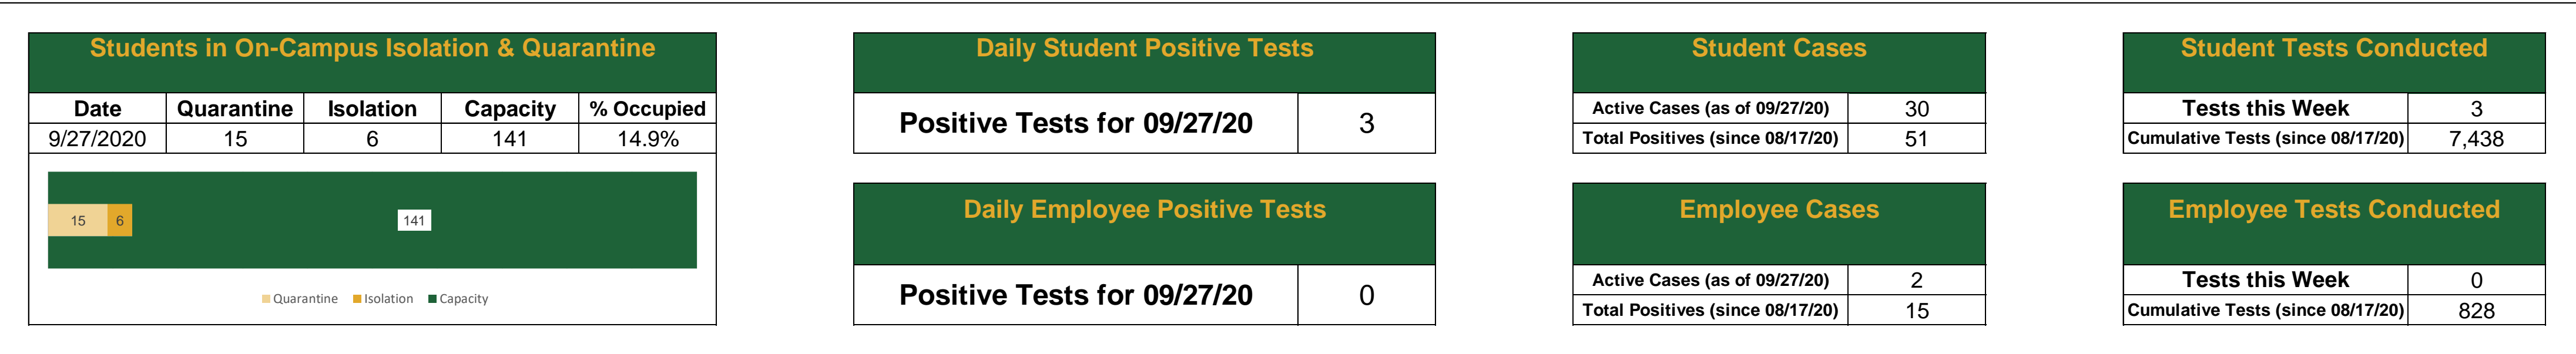 Students in On-Campus Isolation & Quarantine
Date Quarantine Isolation Capacity % Occupied
9/27/2020 15 6 141 14.9%
15 6 141
Quarantine Isolation Capacity
Daily Student Positive Tests
Positive Tests for 09/27/20 3
Daily Employee Positive Tests
Positive Tests for 09/27/20 0
Student Cases
Active Cases (as of 09/27/20) 30
Total Positives (since 08/17/20) 51
Employee Cases
Active Cases (as of 09/27/20) 2
Total Positives (since 08/17/20) 15
Student Tests Conducted
Tests this Week 3
Cumulative Tests (since 08/17/20) 7,438
Employee Tests Conducted
Tests this Week 0
Cumulative Tests (since 08/17/20) 828